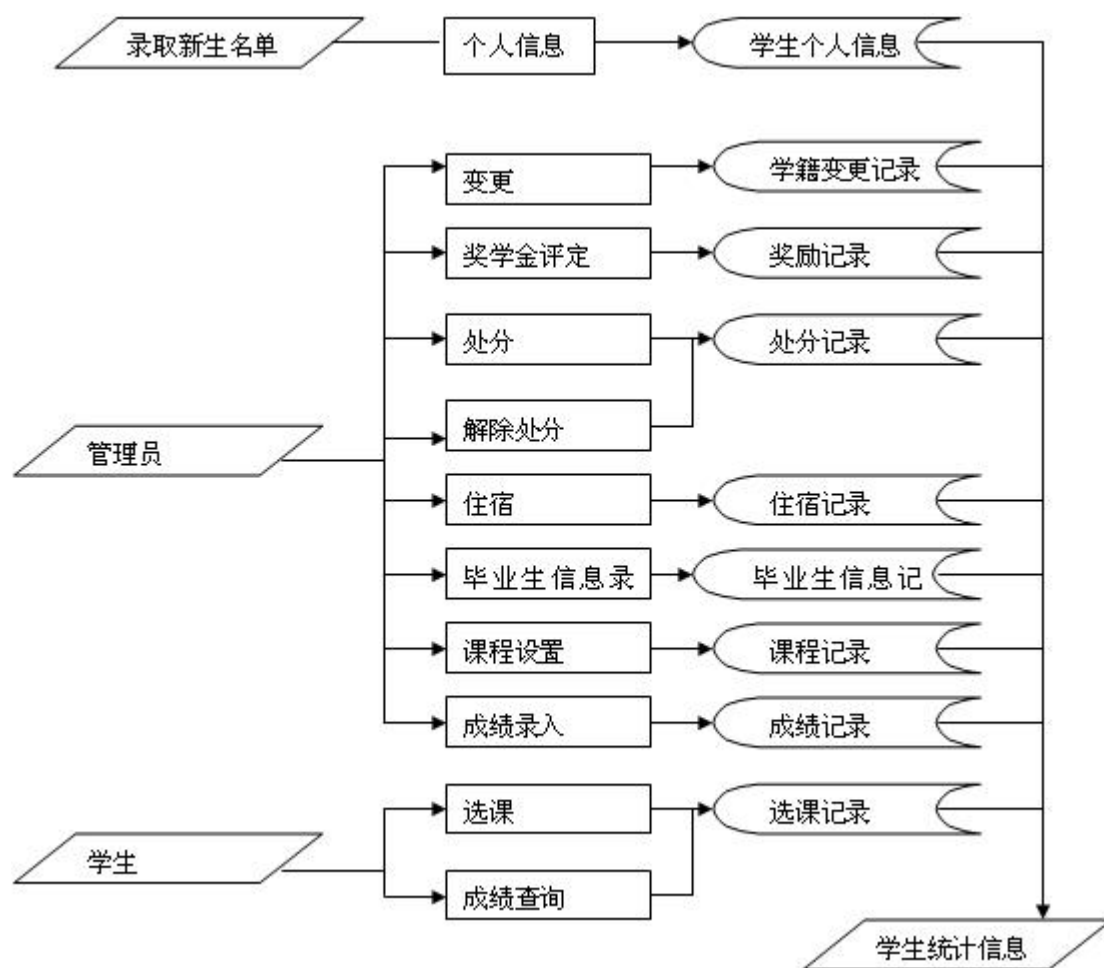 录取新生名单
个人信息
学生个人信息
变更
学籍变更记录
奖学金评定
奖励记录
处分
处分记录
解除处分
管理员
住宿
住宿记录
毕业生信息录
毕业生信息记
课程设置
课程记录
成绩录入
成绩记录
选课
选课记录
学生
成绩查询
学生统计信息